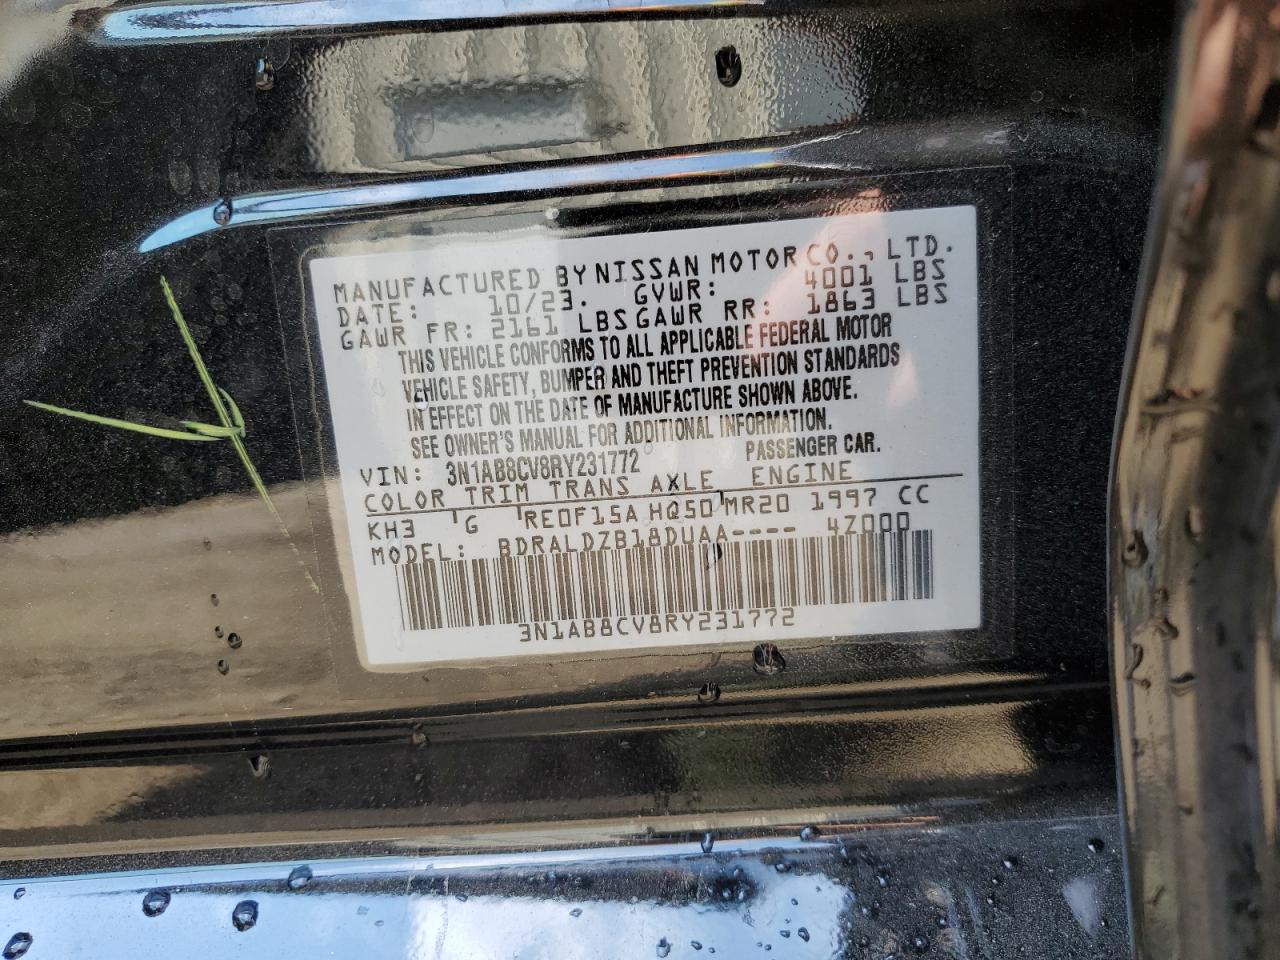 MANUFACTURED BY NISSAN MOTOR CO., LTD.
DATE: 10/23. GVWR: 4001 LBS
GAWR FR: 2161 LBS GAWR RR: 1863 LBS
THIS VEHICLE CONFORMS TO ALL APPLICABLE FEDERAL MOTOR
VEHICLE SAFETY, BUMPER AND THEFT PREVENTION STANDARDS
IN EFFECT ON THE DATE OF MANUFACTURE SHOWN ABOVE.
SEE OWNER'S MANUAL FOR ADDITIONAL INFORMATION.
VIN: 3N1AB8CV8RY231772 PASSENGER CAR.
COLOR TRIM TRANS AXLE ENGINE
KH3 G RE0F15A HQ50 MR20 1997 CC
MODEL: BDRALDZB18DUAA---- 4Z000
3N1AB8CV8RY231772